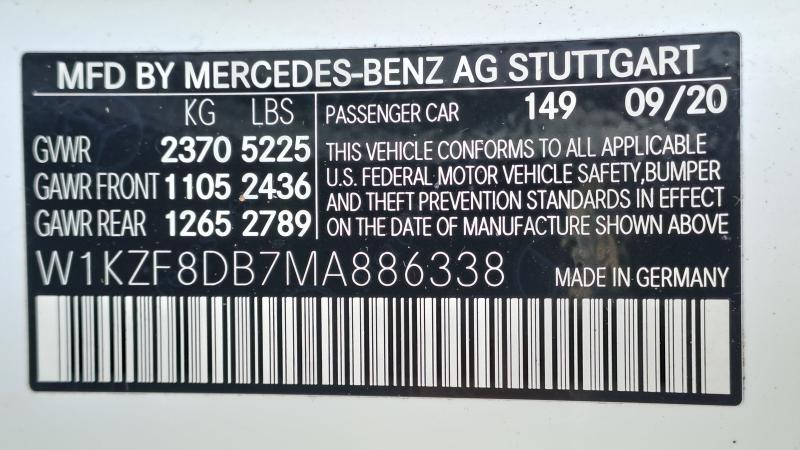 MFD BY MERCEDES-BENZ AG STUTTGART
KG LBS
GVWR 2370 5225
GAWR FRONT 1105 2436
GAWR REAR 1265 2789
PASSENGER CAR 149 09/20
THIS VEHICLE CONFORMS TO ALL APPLICABLE
U.S. FEDERAL MOTOR VEHICLE SAFETY,BUMPER
AND THEFT PREVENTION STANDARDS IN EFFECT
ON THE DATE OF MANUFACTURE SHOWN ABOVE
W1KZF8DB7MA886338 MADE IN GERMANY